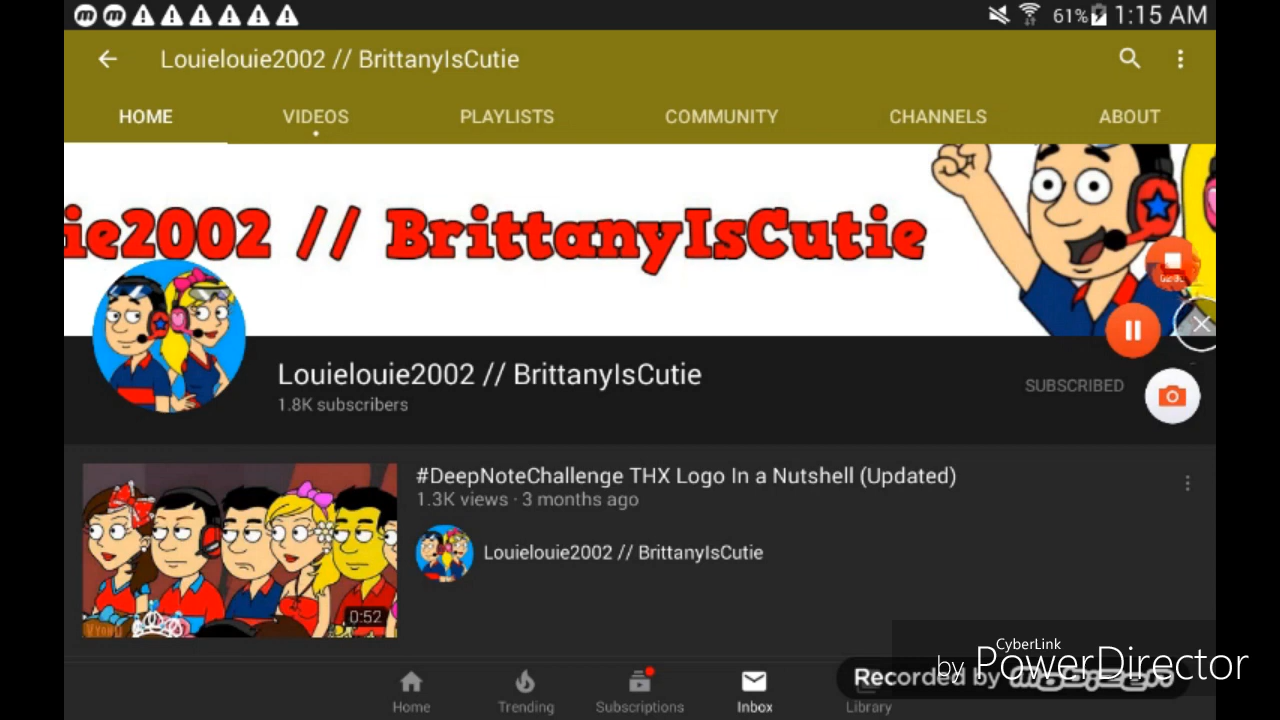 61% 1:15 AM
Louielouie2002 // BrittanyIsCutie
HOME VIDEOS PLAYLISTS COMMUNITY CHANNELS ABOUT
ie2002 // BrittanyIsCutie
Louielouie2002 // BrittanyIsCutie
1.8K subscribers
SUBSCRIBED
#DeepNoteChallenge THX Logo In a Nutshell (Updated)
1.3K views · 3 months ago
Louielouie2002 // BrittanyIsCutie
0:52
Home Trending Subscriptions Inbox Library
CyberLink
by PowerDirector
Recorded by